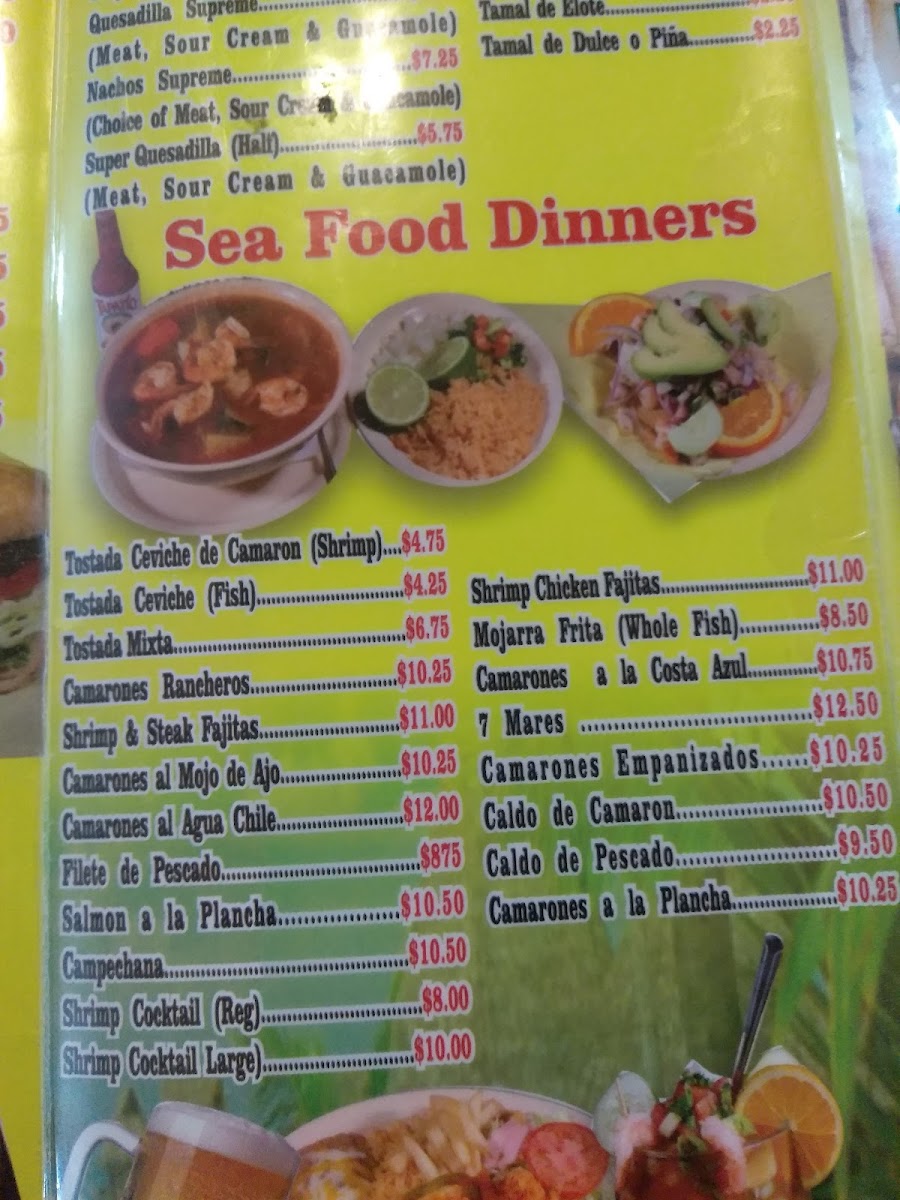 Quesadilla Supreme
(Meat, Sour Cream & Guacamole)
Nachos Supreme....................$7.25
(Choice of Meat, Sour Cream & Guacamole)
Super Quesadilla (Half)....................$5.75
(Meat, Sour Cream & Guacamole)
Tamal de Elote....................
Tamal de Dulce o Piña............$2.25
Sea Food Dinners
Tostada Ceviche de Camaron (Shrimp)....$4.75
Tostada Ceviche (Fish)....................$4.25
Tostada Mixta....................$6.75
Camarones Rancheros....................$10.25
Shrimp & Steak Fajitas....................$11.00
Camarones al Mojo de Ajo....................$10.25
Camarones al Agua Chile....................$12.00
Filete de Pescado....................$875
Salmon a la Plancha....................$10.50
Campechana....................$10.50
Shrimp Cocktail (Reg)....................$8.00
Shrimp Cocktail Large)....................$10.00
Shrimp Chicken Fajitas....................$11.00
Mojarra Frita (Whole Fish)............$8.50
Camarones a la Costa Azul............$10.75
7 Mares ....................$12.50
Camarones Empanizados......$10.25
Caldo de Camaron....................$10.50
Caldo de Pescado....................$9.50
Camarones a la Plancha....................$10.25